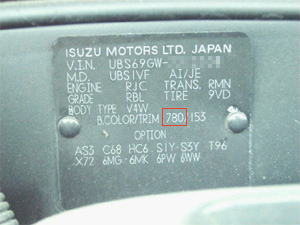 ISUZU MOTORS LTD. JAPAN
V.I.N. UBS69GW-
M.D. UBS1VF A1/JE
ENGINE RJC TRANS. RMN
GRADE RBL TIRE 9VD
BODY TYPE V4W
B.COLOR/TRIM 780/153
OPTION
AS3 C68 HC6 S1Y-S3Y T96
X72 6MG-6MK 6PW 6WW